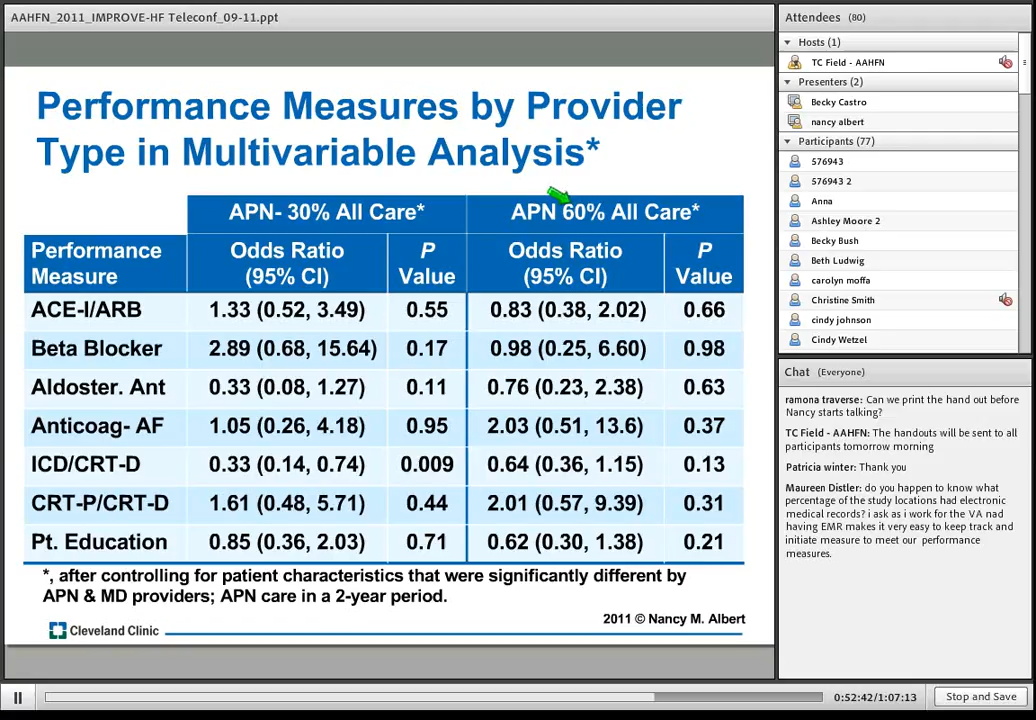 AAHFN_2011_IMPROVE-HF Teleconf_09-11.ppt
Performance Measures by Provider
Type in Multivariable Analysis*
APN- 30% All Care* APN 60% All Care*
Performance Measure Odds Ratio (95% CI) P Value Odds Ratio (95% CI) P Value
ACE-I/ARB 1.33 (0.52, 3.49) 0.55 0.83 (0.38, 2.02) 0.66
Beta Blocker 2.89 (0.68, 15.64) 0.17 0.98 (0.25, 6.60) 0.98
Aldoster. Ant 0.33 (0.08, 1.27) 0.11 0.76 (0.23, 2.38) 0.63
Anticoag- AF 1.05 (0.26, 4.18) 0.95 2.03 (0.51, 13.6) 0.37
ICD/CRT-D 0.33 (0.14, 0.74) 0.009 0.64 (0.36, 1.15) 0.13
CRT-P/CRT-D 1.61 (0.48, 5.71) 0.44 2.01 (0.57, 9.39) 0.31
Pt. Education 0.85 (0.36, 2.03) 0.71 0.62 (0.30, 1.38) 0.21
*, after controlling for patient characteristics that were significantly different by
APN & MD providers; APN care in a 2-year period.
2011 © Nancy M. Albert
Cleveland Clinic
Attendees (80)
Hosts (1)
TC Field - AAHFN
Presenters (2)
Becky Castro
nancy albert
Participants (77)
576943
576943 2
Anna
Ashley Moore 2
Becky Bush
Beth Ludwig
carolyn moffa
Christine Smith
cindy johnson
Cindy Wetzel
Chat (Everyone)
ramona traverse: Can we print the hand out before
Nancy starts talking?
TC Field - AAHFN: The handouts will be sent to all
participants tomorrow morning
Patricia winter: Thank you
Maureen Distler: do you happen to know what
percentage of the study locations had electronic
medical records? i ask as i work for the VA nad
having EMR makes it very easy to keep track and
initiate measure to meet our performance
measures.
0:52:42/1:07:13
Stop and Save